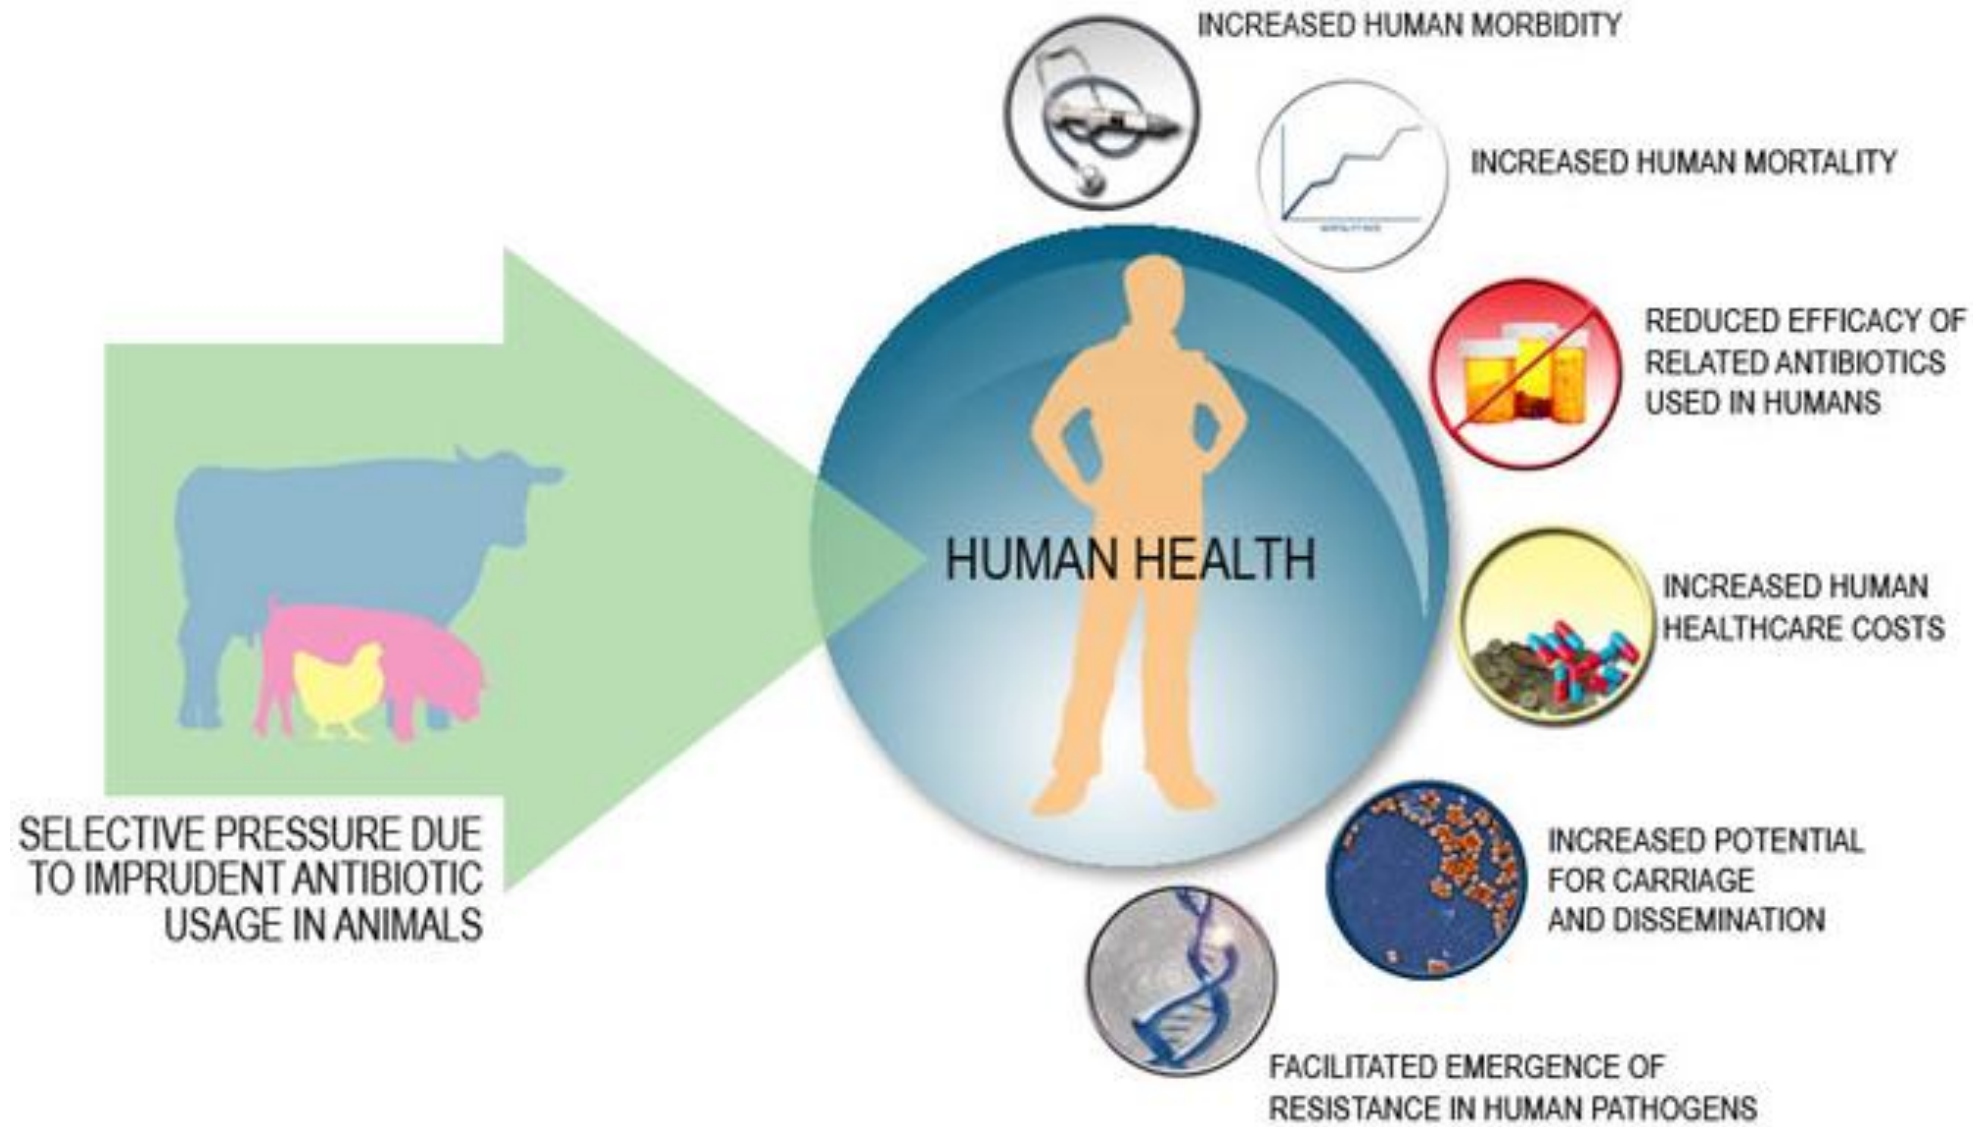 INCREASED HUMAN MORBIDITY
INCREASED HUMAN MORTALITY
REDUCED EFFICACY OF
RELATED ANTIBIOTICS
USED IN HUMANS
HUMAN HEALTH
INCREASED HUMAN
HEALTHCARE COSTS
SELECTIVE PRESSURE DUE
TO IMPRUDENT ANTIBIOTIC
USAGE IN ANIMALS
INCREASED POTENTIAL
FOR CARRIAGE
AND DISSEMINATION
FACILITATED EMERGENCE OF
RESISTANCE IN HUMAN PATHOGENS